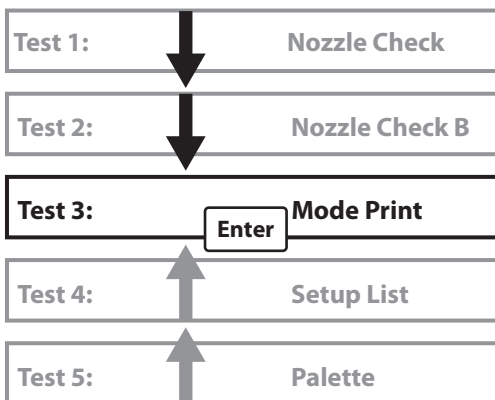 Test 1: Nozzle Check
Test 2: Nozzle Check B
Test 3: Mode Print
Enter
Test 4: Setup List
Test 5: Palette